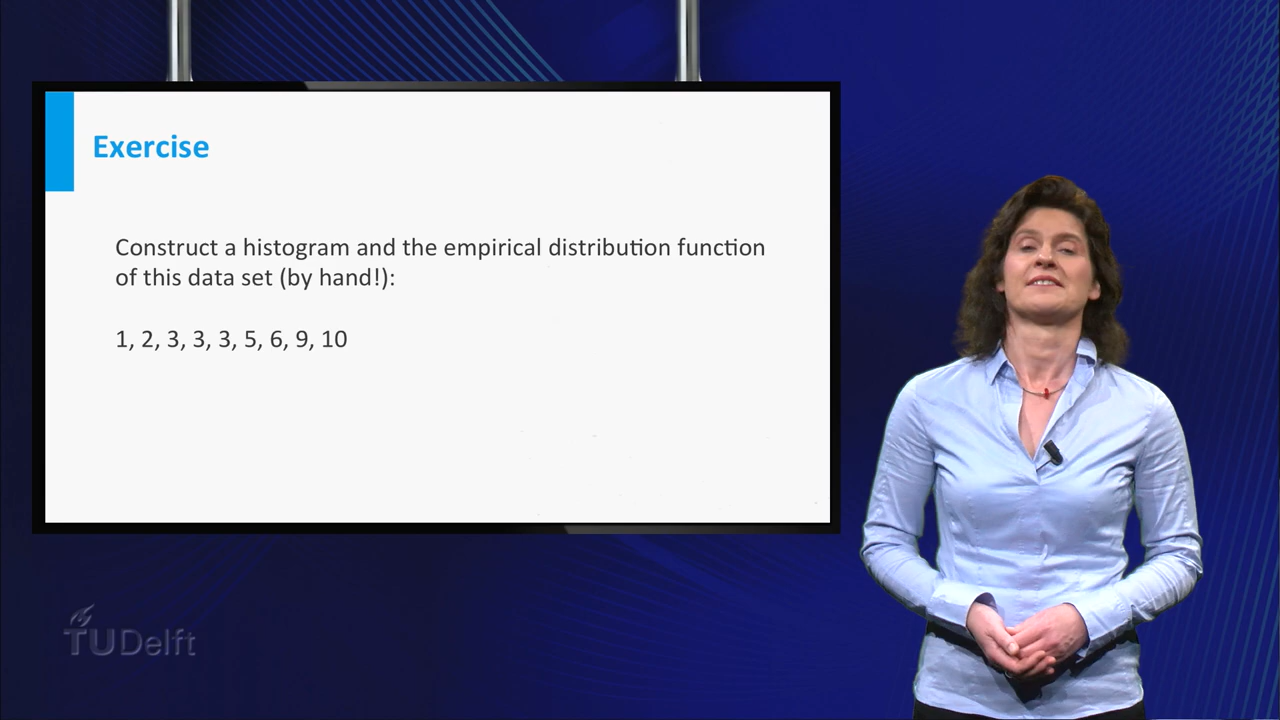 Exercise
Construct a histogram and the empirical distribution function
of this data set (by hand!):
1, 2, 3, 3, 3, 5, 6, 9, 10
TUDelft